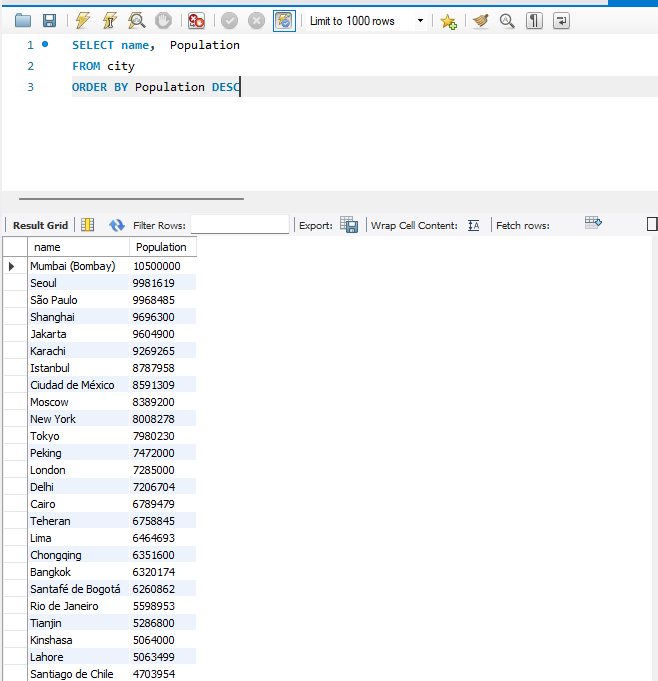 Limit to 1000 rows
1 SELECT name,  Population
2 FROM city
3 ORDER BY Population DESC
Result Grid Filter Rows: Export: Wrap Cell Content: Fetch rows:
name Population
Mumbai (Bombay) 10500000
Seoul 9981619
São Paulo 9968485
Shanghai 9696300
Jakarta 9604900
Karachi 9269265
Istanbul 8787958
Ciudad de México 8591309
Moscow 8389200
New York 8008278
Tokyo 7980230
Peking 7472000
London 7285000
Delhi 7206704
Cairo 6789479
Teheran 6758845
Lima 6464693
Chongqing 6351600
Bangkok 6320174
Santafé de Bogotá 6260862
Rio de Janeiro 5598953
Tianjin 5286800
Kinshasa 5064000
Lahore 5063499
Santiago de Chile 4703954